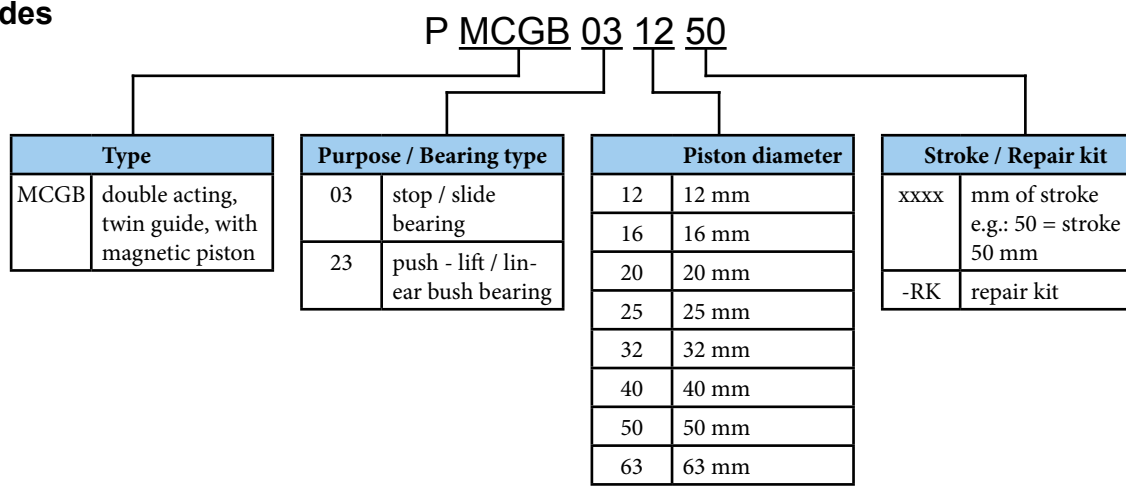 des
P MCGB 03 12 50
Type
MCGB double acting,
twin guide, with
magnetic piston
Purpose / Bearing type
03 stop / slide
bearing
23 push - lift / lin-
ear bush bearing
Piston diameter
12 12 mm
16 16 mm
20 20 mm
25 25 mm
32 32 mm
40 40 mm
50 50 mm
63 63 mm
Stroke / Repair kit
xxxx mm of stroke
e.g.: 50 = stroke
50 mm
-RK repair kit